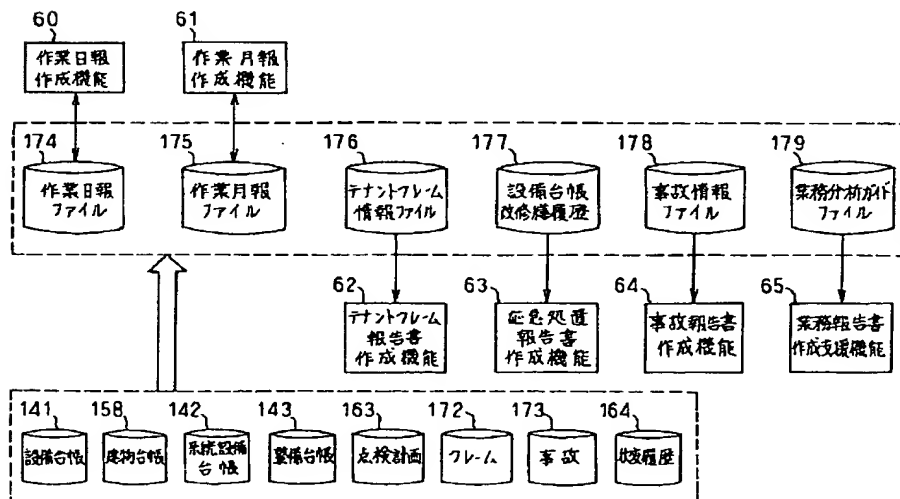 60
作業日報
作成機能
61
作業月報
作成機能
174
作業日報
ファイル
175
作業月報
ファイル
176
テナントクレーム
情報ファイル
177
設備台帳
改修繕履歴
178
事故情報
ファイル
179
業務分析ガイド
ファイル
62
テナントクレーム
報告書
作成機能
63
応急処置
報告書
作成機能
64
事故報告書
作成機能
65
業務報告書
作成支援機能
141
設備台帳
158
建物台帳
142
系統設備
台帳
143
整備台帳
163
点検計画
172
クレーム
173
事故
164
履歴